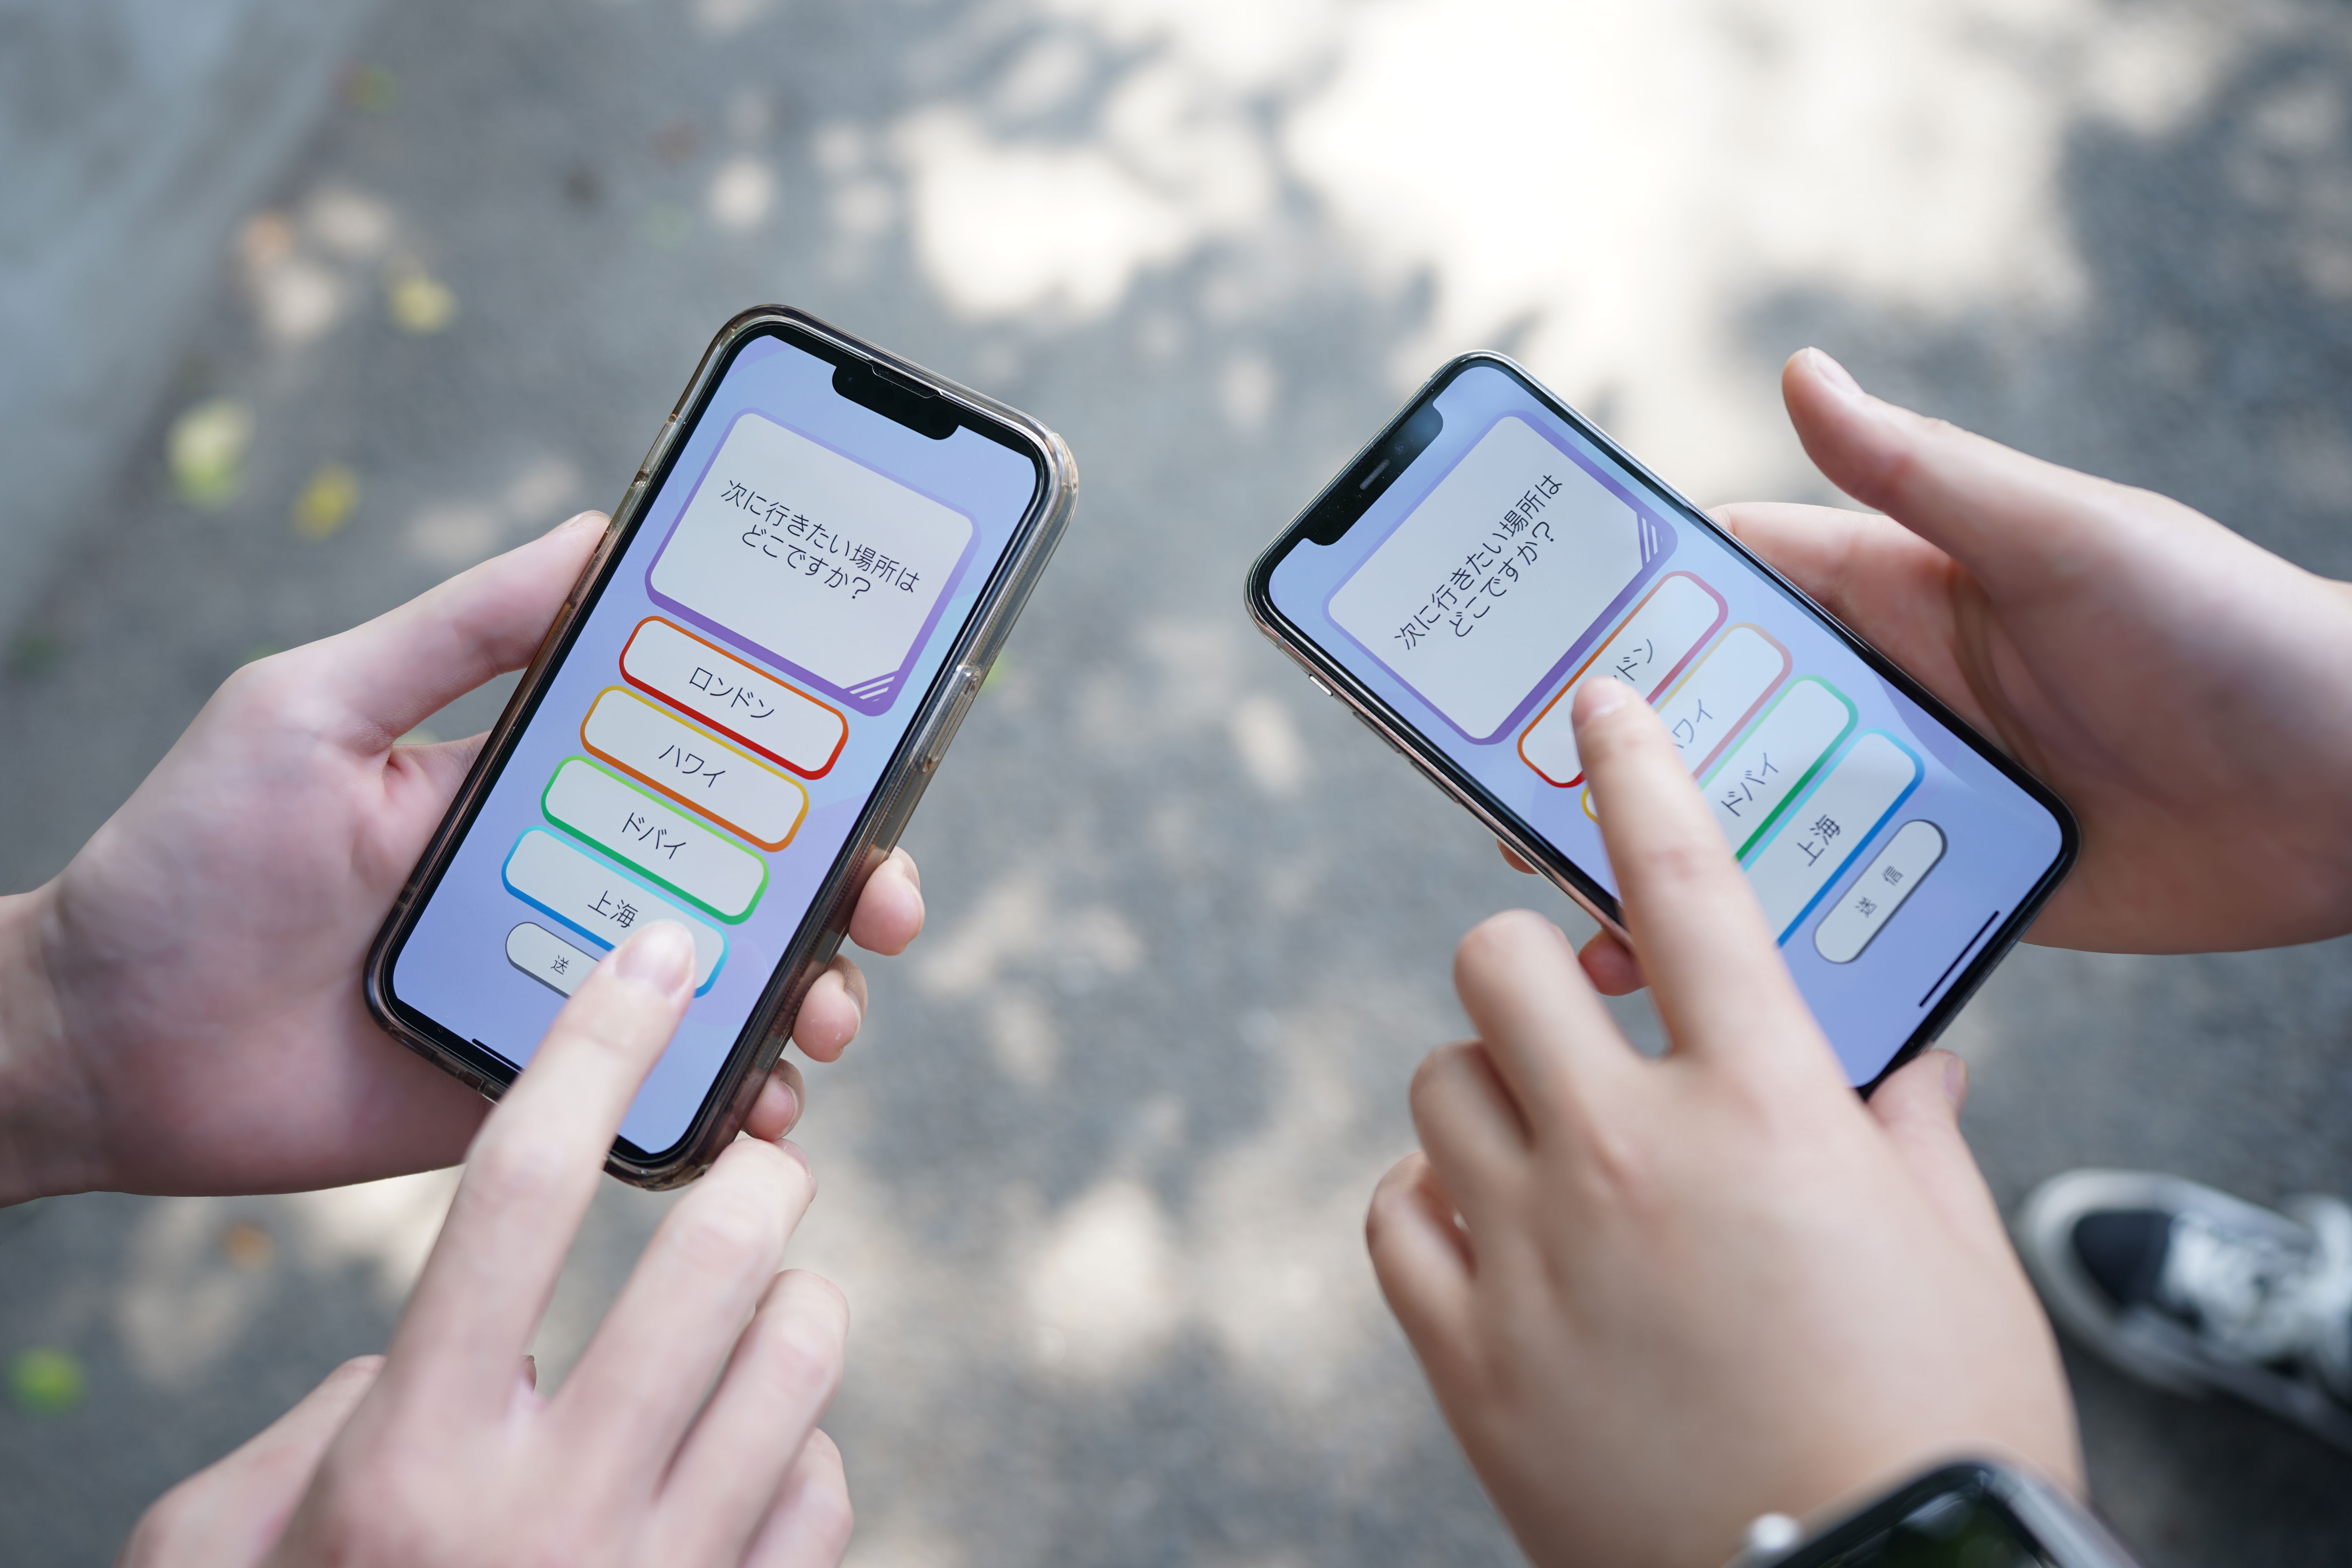 次に行きたい場所は
どこですか?
ロンドン
ハワイ
ドバイ
上海
送
次に行きたい場所は
どこですか?
ドン
ワイ
ドバイ
上海
送 信